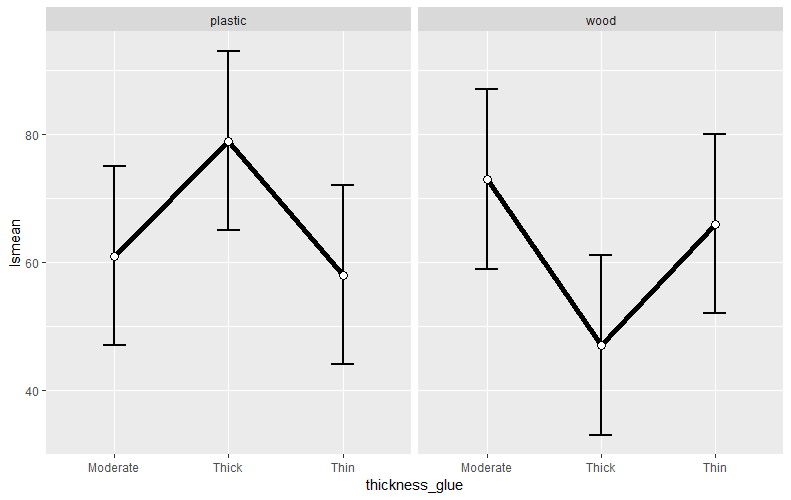 plastic
wood
lsmean
80
60
40
Moderate
Thick
Thin
Moderate
Thick
Thin
thickness_glue